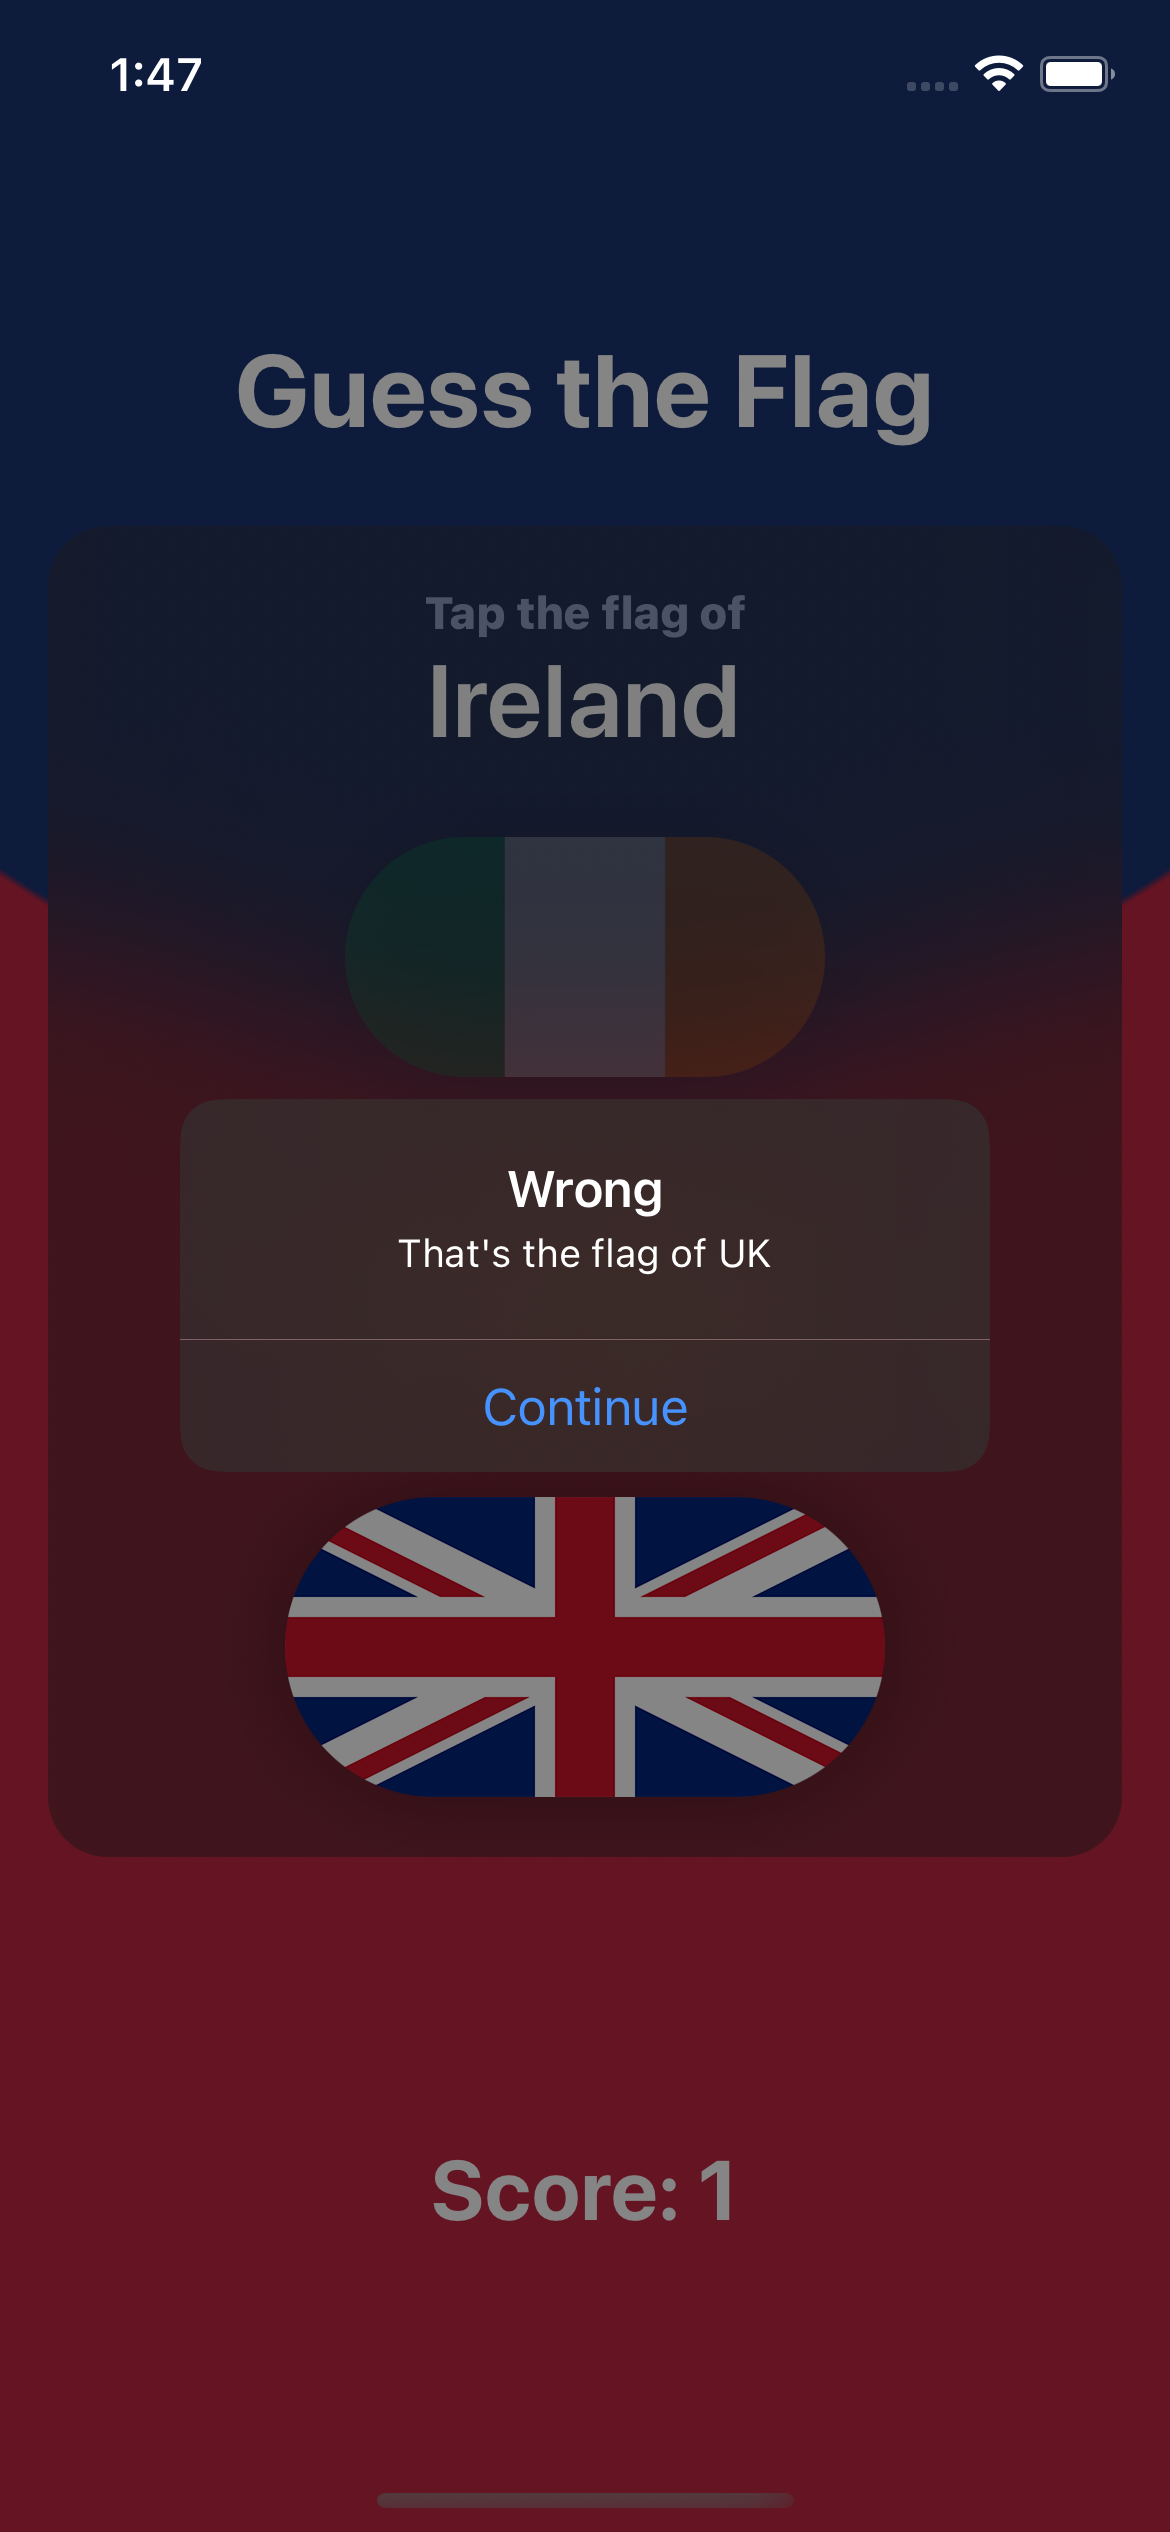 1:47
Guess the Flag
Tap the flag of
Ireland
Wrong
That's the flag of UK
Continue
Score: 1